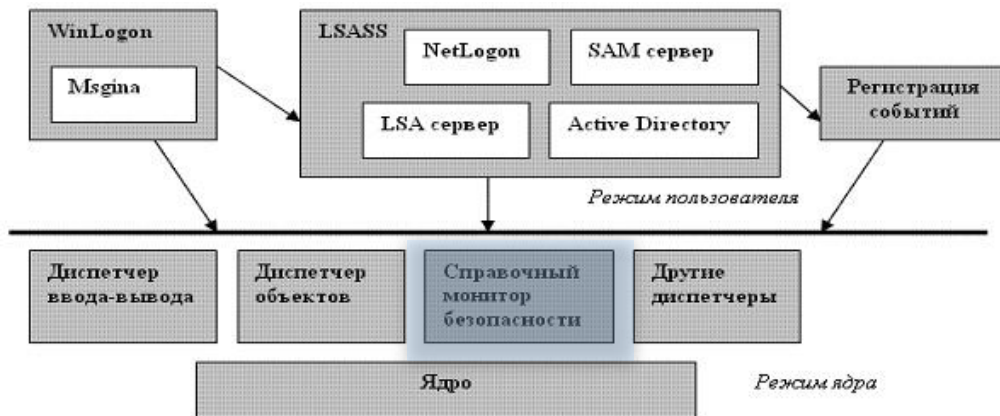 WinLogon
Msgina
LSASS
NetLogon
SAM сервер
LSA сервер
Active Directory
Регистрация
событий
Режим пользователя
Диспетчер
ввода-вывода
Диспетчер
объектов
Справочный
монитор
безопасности
Другие
диспетчеры
Ядро
Режим ядра